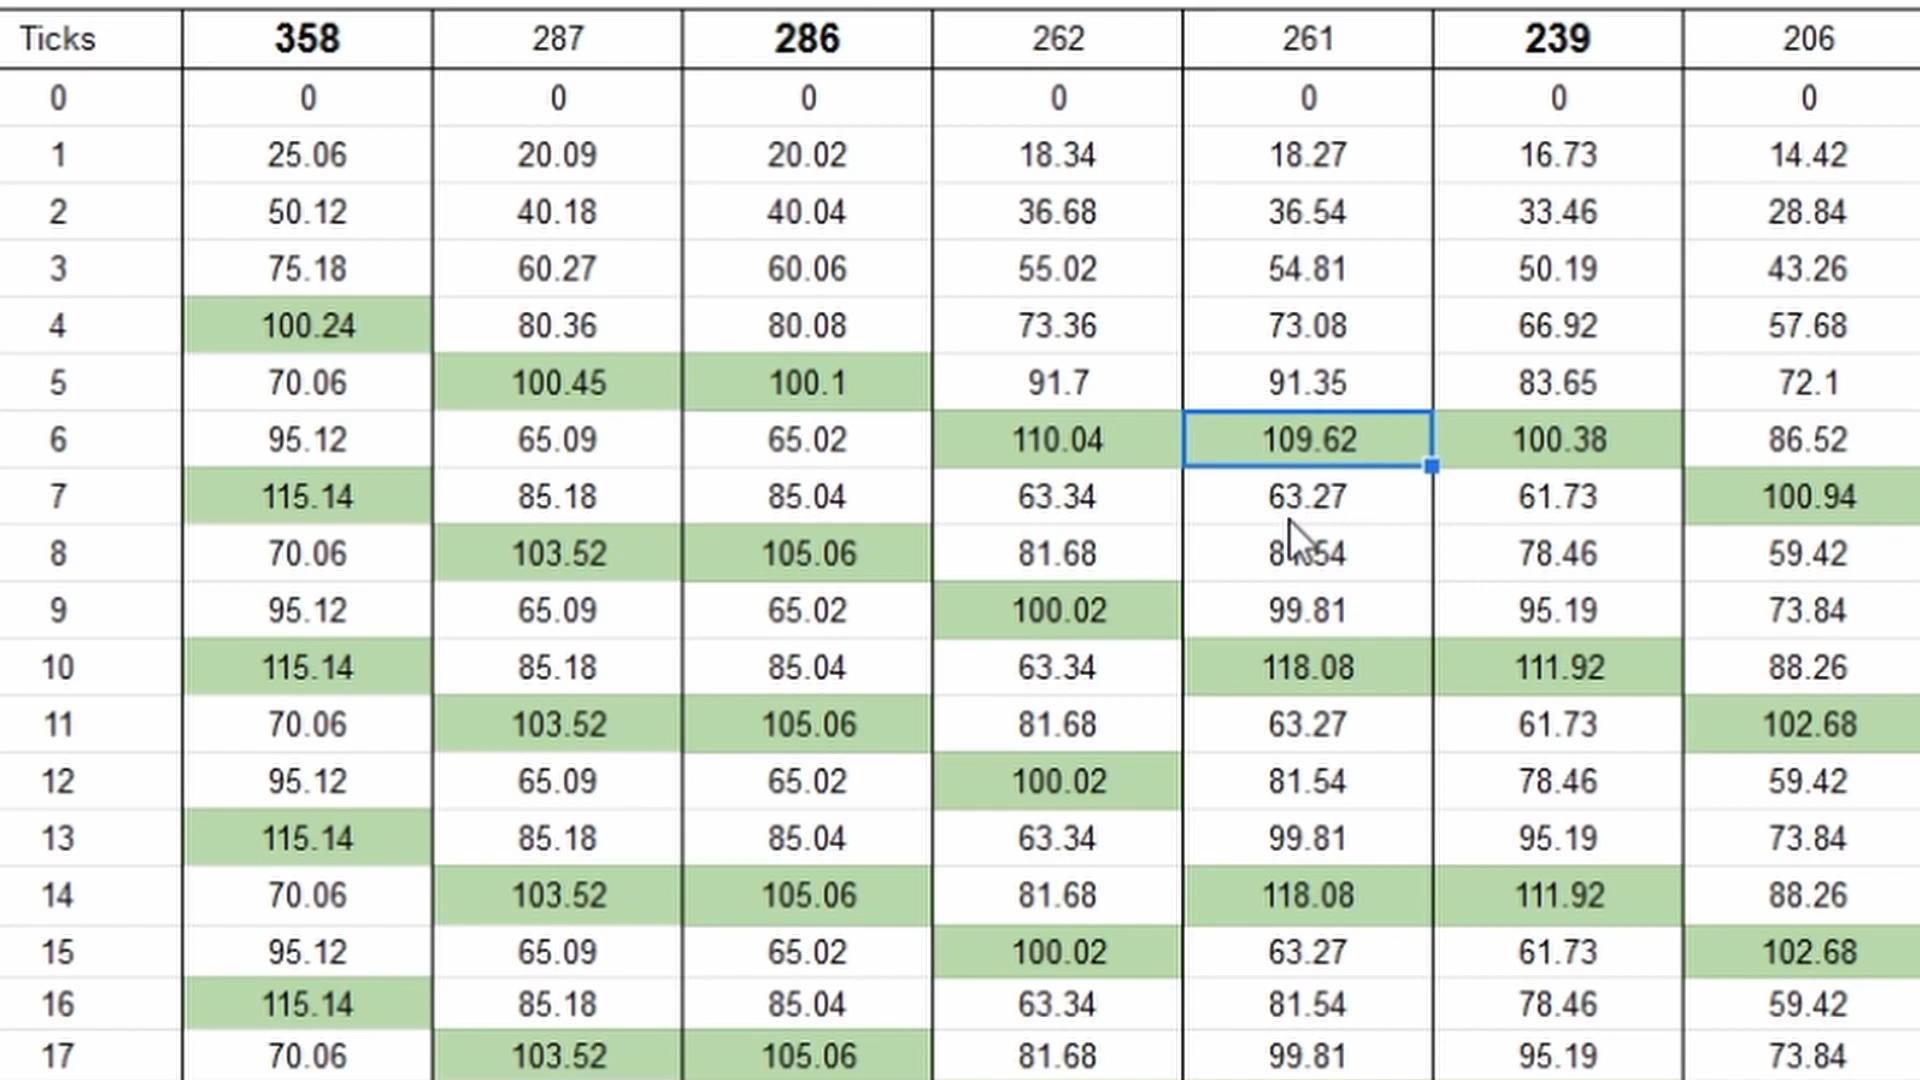 Ticks 358 287 286 262 261 239 206
0 0 0 0 0 0 0 0
1 25.06 20.09 20.02 18.34 18.27 16.73 14.42
2 50.12 40.18 40.04 36.68 36.54 33.46 28.84
3 75.18 60.27 60.06 55.02 54.81 50.19 43.26
4 100.24 80.36 80.08 73.36 73.08 66.92 57.68
5 70.06 100.45 100.1 91.7 91.35 83.65 72.1
6 95.12 65.09 65.02 110.04 109.62 100.38 86.52
7 115.14 85.18 85.04 63.34 63.27 61.73 100.94
8 70.06 103.52 105.06 81.68 78.46 59.42
9 95.12 65.09 65.02 100.02 99.81 95.19 73.84
10 115.14 85.18 85.04 63.34 118.08 111.92 88.26
11 70.06 103.52 105.06 81.68 63.27 61.73 102.68
12 95.12 65.09 65.02 100.02 81.54 78.46 59.42
13 115.14 85.18 85.04 63.34 99.81 95.19 73.84
14 70.06 103.52 105.06 81.68 118.08 111.92 88.26
15 95.12 65.09 65.02 100.02 63.27 61.73 102.68
16 115.14 85.18 85.04 63.34 81.54 78.46 59.42
17 70.06 103.52 105.06 81.68 99.81 95.19 73.84